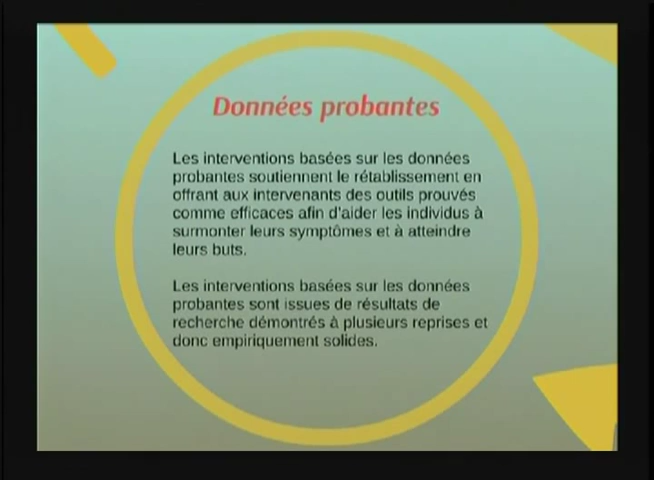 Données probantes
Les interventions basées sur les données
probantes soutiennent le rétablissement en
offrant aux intervenants des outils prouvés
comme efficaces afin d'aider les individus à
surmonter leurs symptômes et à atteindre
leurs buts.
Les interventions basées sur les données
probantes sont issues de résultats de
recherche démontrés à plusieurs reprises et
donc empiriquement solides.